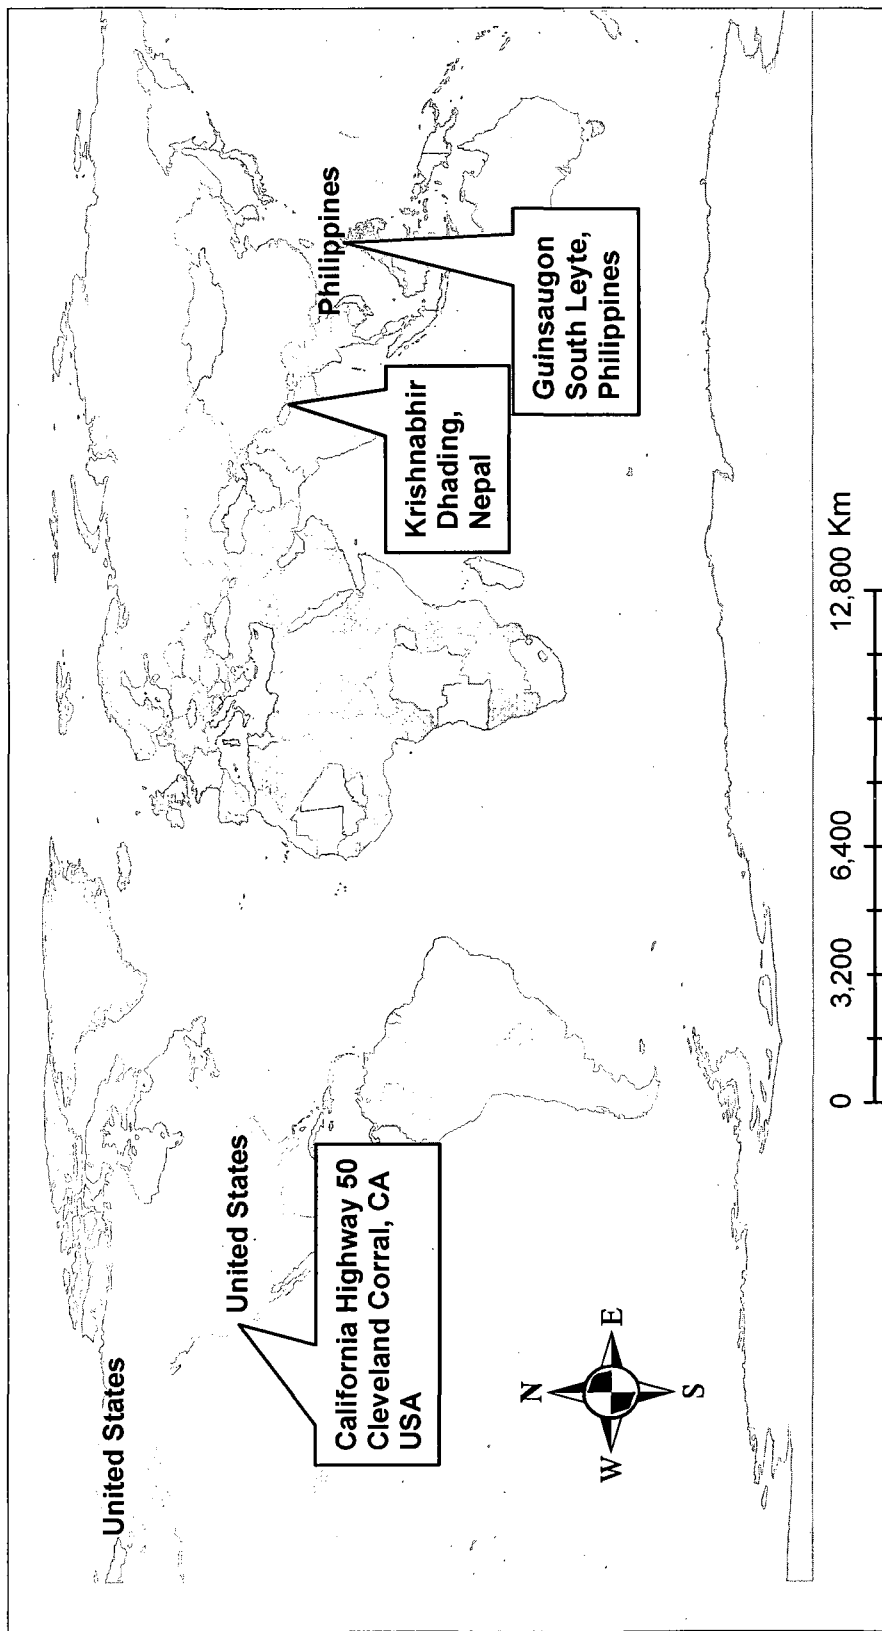 United States
United States
Philippines
California Highway 50
Cleveland Corral, CA
USA
Krishnabhir
Dhading,
Nepal
Guinsaugon
South Leyte,
Philippines
N
W
E
S
0 3,200 6,400 12,800 Km